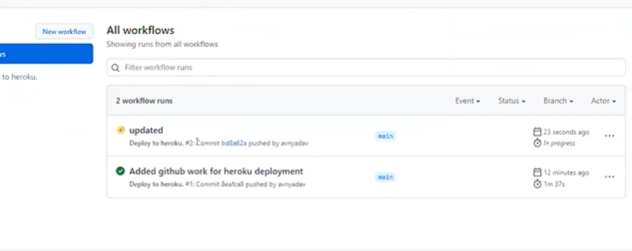 New workflow
All workflows
Showing runs from all workflows
ws
to heroku.
Filter workflow runs
2 workflow runs
Event
Status
Branch
Actor
updated
Deploy to heroku. #2: Commit bd8a62a pushed by avnyadav
main
23 seconds ago
In progress
Added github work for heroku deployment
Deploy to heroku. #1: Commit 8eafca8 pushed by avnyadav
main
12 minutes ago
1m 37s